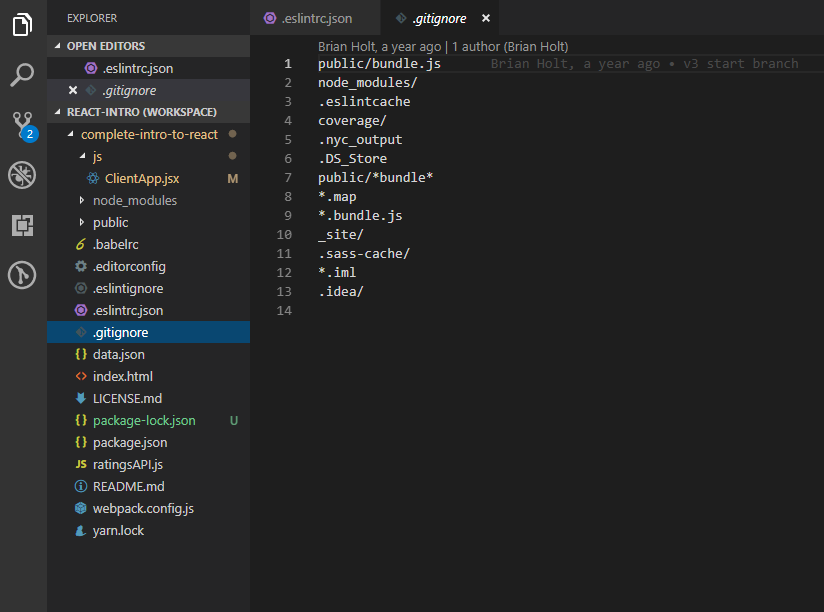 EXPLORER
OPEN EDITORS
.eslintrc.json
.gitignore
REACT-INTRO (WORKSPACE)
complete-intro-to-react
js
ClientApp.jsx M
node_modules
public
.babelrc
.editorconfig
.eslintignore
.eslintrc.json
.gitignore
data.json
index.html
LICENSE.md
package-lock.json U
package.json
JS ratingsAPI.js
README.md
webpack.config.js
yarn.lock
2
.eslintrc.json .gitignore
Brian Holt, a year ago | 1 author (Brian Holt)
1 public/bundle.js Brian Holt, a year ago • v3 start branch
2 node_modules/
3 .eslintcache
4 coverage/
5 .nyc_output
6 .DS_Store
7 public/*bundle*
8 *.map
9 *.bundle.js
10 _site/
11 .sass-cache/
12 *.iml
13 .idea/
14